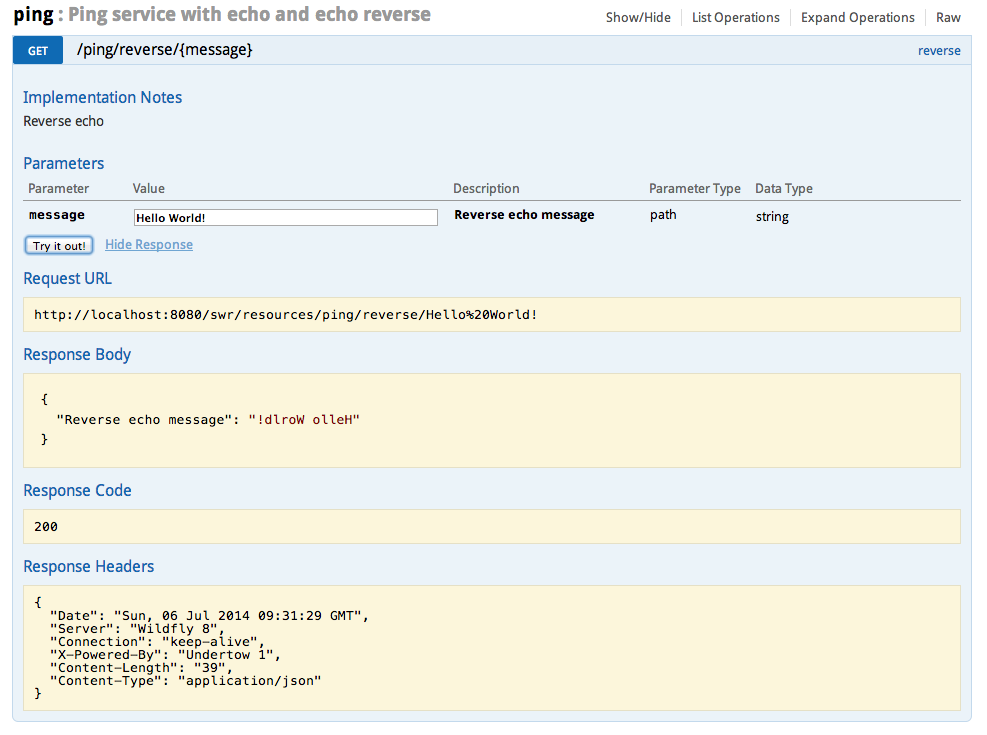 ping : Ping service with echo and echo reverse
Show/Hide List Operations Expand Operations Raw
GET /ping/reverse/{message} reverse
Implementation Notes
Reverse echo
Parameters
Parameter Value Description Parameter Type Data Type
message Hello World! Reverse echo message path string
Try it out! Hide Response
Request URL
http://localhost:8080/swr/resources/ping/reverse/Hello%20World!
Response Body
{
"Reverse echo message": "!dlroW olleH"
}
Response Code
200
Response Headers
{
"Date": "Sun, 06 Jul 2014 09:31:29 GMT",
"Server": "Wildfly 8",
"Connection": "keep-alive",
"X-Powered-By": "Undertow 1",
"Content-Length": "39",
"Content-Type": "application/json"
}